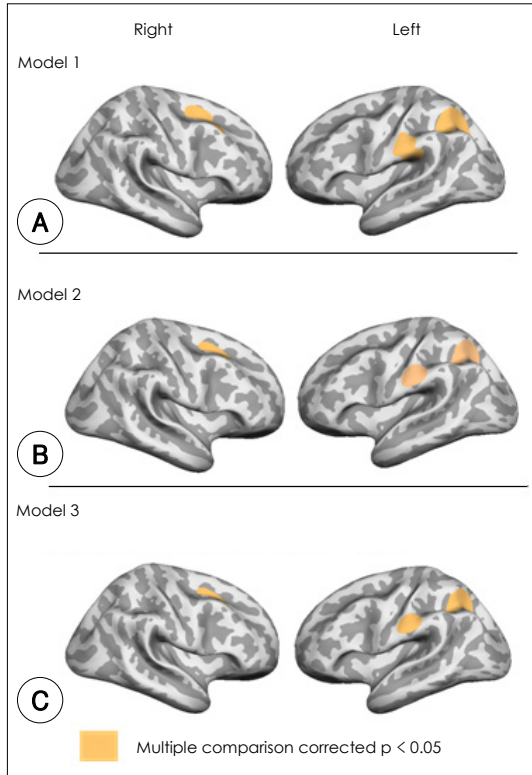 Right Left
Model 1
A
Model 2
B
Model 3
C
Multiple comparison corrected p < 0.05